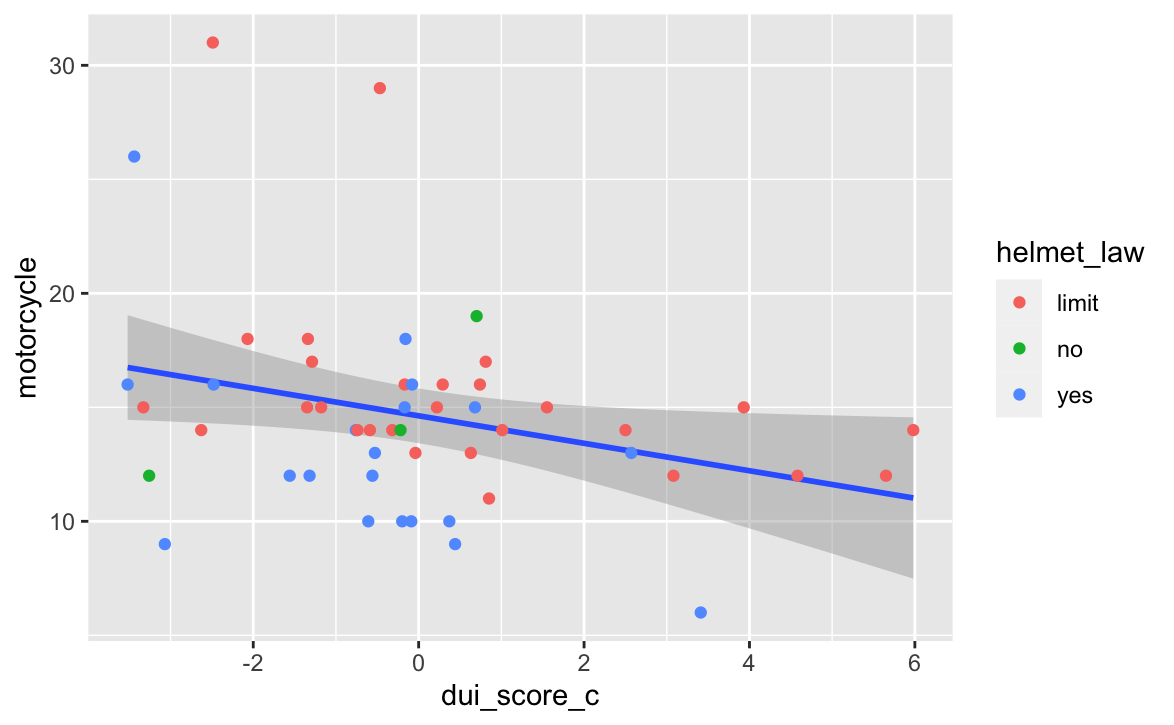 motorcycle
30
20
10
-2 0 2 4 6
dui_score_c
helmet_law
limit
no
yes